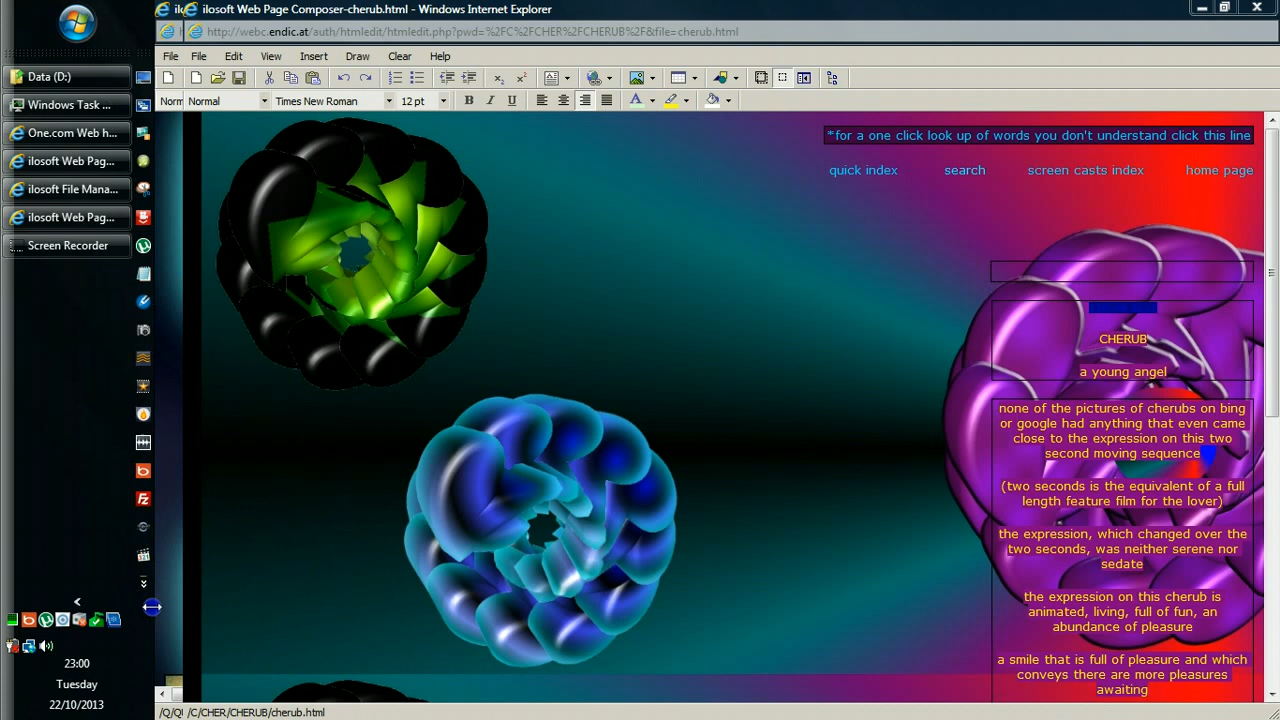 ilosoft Web Page Composer-cherub.html - Windows Internet Explorer
http://webc.endic.at/auth/htmledit/htmledit.php?pwd=%2FC%2FCHER%2FCHERUB%2F&file=cherub.html
File File Edit View Insert Draw Clear Help
Norm Normal Times New Roman 12 pt B I U
Data (D:)
Windows Task ...
One.com Web h...
ilosoft Web Pag...
ilosoft File Mana...
ilosoft Web Pag...
Screen Recorder
23:00
Tuesday
22/10/2013
*for a one click look up of words you don't understand click this line
quick index search screen casts index home page
CHERUB
a young angel
none of the pictures of cherubs on bing
or google had anything that even came
close to the expression on this two
second moving sequence
(two seconds is the equivalent of a full
length feature film for the lover)
the expression, which changed over the
two seconds, was neither serene nor
sedate
the expression on this cherub is
animated, living, full of fun, an
abundance of pleasure
a smile that is full of pleasure and which
conveys there are more pleasures
awaiting
/C/CHER/CHERUB/cherub.html